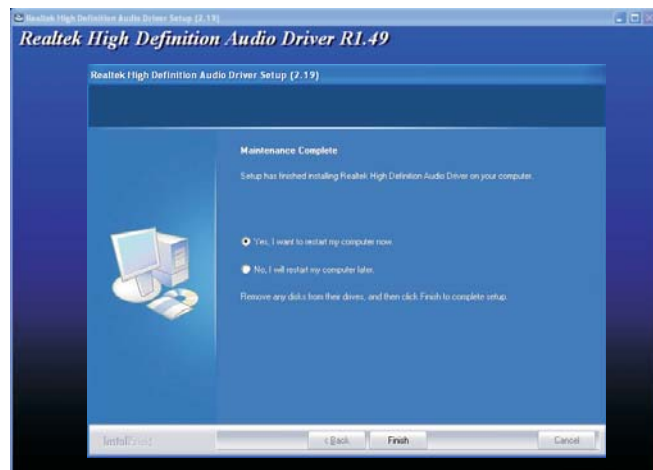 Realtek High Definition Audio Driver Setup (2.19)
Realtek High Definition Audio Driver R1.49
Realtek High Definition Audio Driver Setup (2.19)
Maintenance Complete
Setup has finished installing Realtek High Definition Audio Driver on your computer.
Yes, I want to restart my computer now.
No, I will restart my computer later.
Remove any disks from their drives, and then click Finish to complete setup.
InstallShield
< Back Finish Cancel